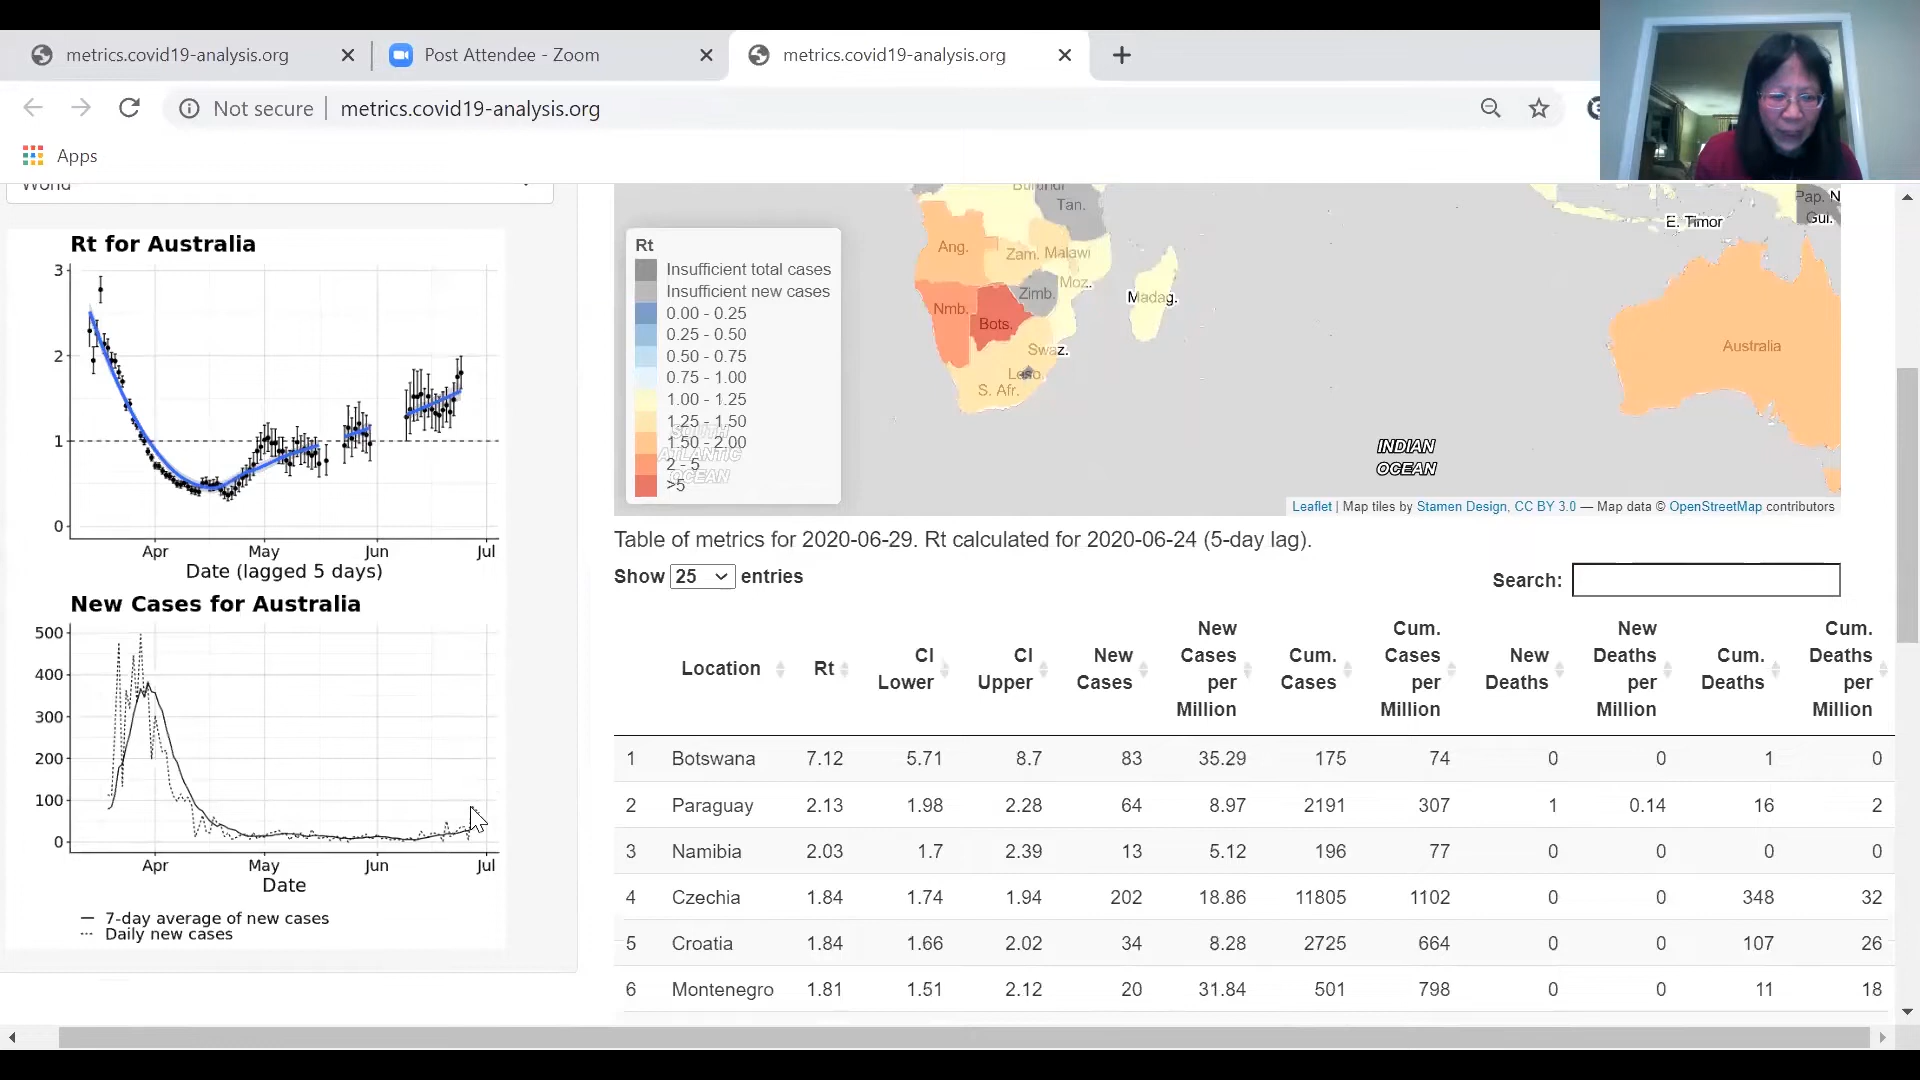 metrics.covid19-analysis.org
Post Attendee - Zoom
metrics.covid19-analysis.org
Not secure
metrics.covid19-analysis.org
Apps
World
Rt for Australia
3
2
1
0
Apr May Jun Jul
Date (lagged 5 days)
New Cases for Australia
500
400
300
200
100
0
Apr May Jun Jul
Date
7-day average of new cases
Daily new cases
Burundi
Tan.
Ang.
Zam. Malawi
Moz.
Zimb.
Nmb.
Bots.
Madag.
Swaz.
Leso.
S. Afr.
SOUTH
ATLANTIC
OCEAN
INDIAN
OCEAN
E. Timor
Pap. N
Gui.
Australia
Rt
Insufficient total cases
Insufficient new cases
0.00 - 0.25
0.25 - 0.50
0.50 - 0.75
0.75 - 1.00
1.00 - 1.25
1.25 - 1.50
1.50 - 2.00
2 - 5
>5
Leaflet | Map tiles by Stamen Design, CC BY 3.0 — Map data © OpenStreetMap contributors
Table of metrics for 2020-06-29. Rt calculated for 2020-06-24 (5-day lag).
Show 25 entries
Search:
Location Rt CI Lower CI Upper New Cases New Cases per Million Cum. Cases Cum. Cases per Million New Deaths New Deaths per Million Cum. Deaths Cum. Deaths per Million
1 Botswana 7.12 5.71 8.7 83 35.29 175 74 0 0 1 0
2 Paraguay 2.13 1.98 2.28 64 8.97 2191 307 1 0.14 16 2
3 Namibia 2.03 1.7 2.39 13 5.12 196 77 0 0 0 0
4 Czechia 1.84 1.74 1.94 202 18.86 11805 1102 0 0 348 32
5 Croatia 1.84 1.66 2.02 34 8.28 2725 664 0 0 107 26
6 Montenegro 1.81 1.51 2.12 20 31.84 501 798 0 0 11 18